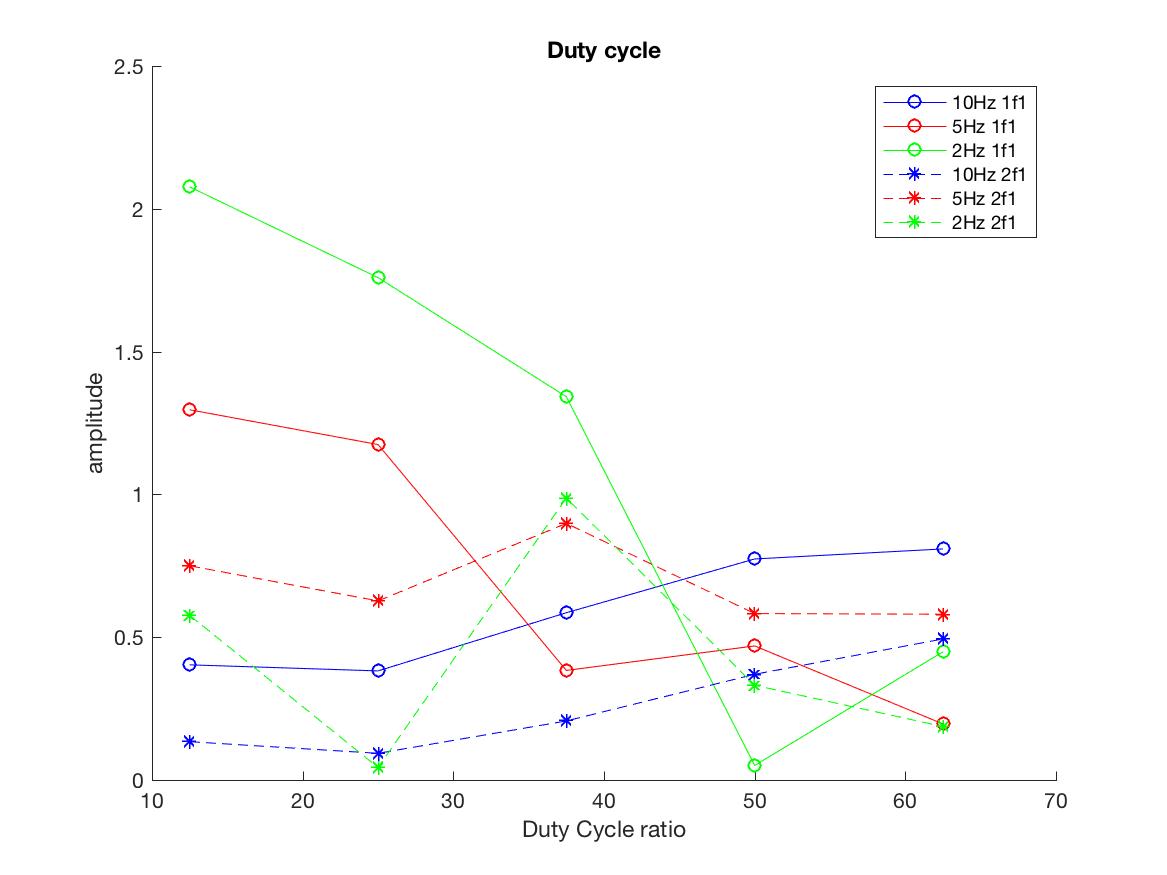 Duty cycle
2.5
2
1.5
1
0.5
0
amplitude
10Hz 1f1
5Hz 1f1
2Hz 1f1
10Hz 2f1
5Hz 2f1
2Hz 2f1
10 20 30 40 50 60 70
Duty Cycle ratio